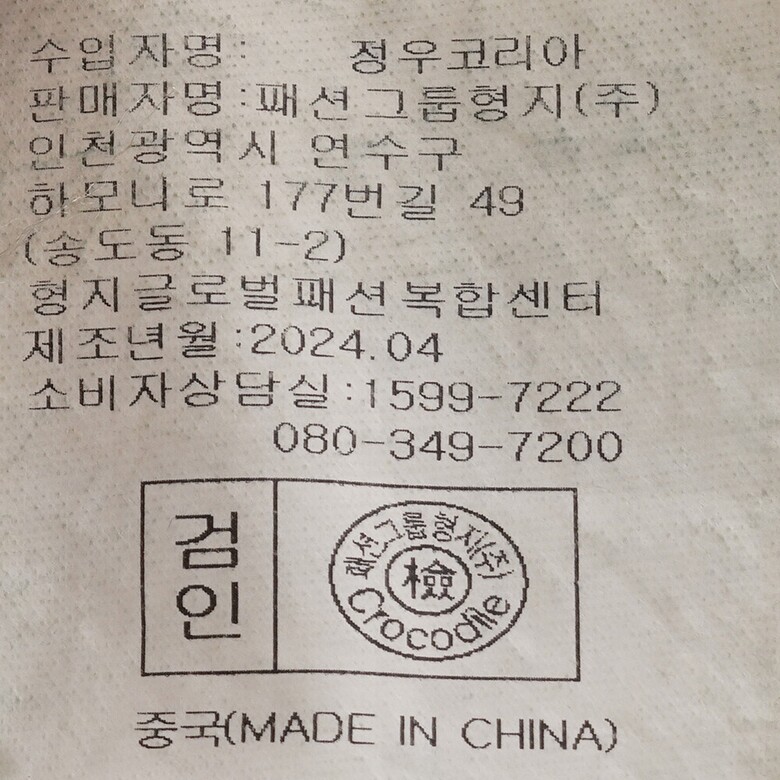 수입자명: 정우코리아
판매자명:패션그룹형지(주)
인천광역시 연수구
하모니로 177번길 49
(송도동 11-2)
형지글로벌패션복합센터
제조년월:2024.04
소비자상담실:1599-7222
080-349-7200
검인
패션그룹형지(주)
檢
Crocodile
중국(MADE IN CHINA)